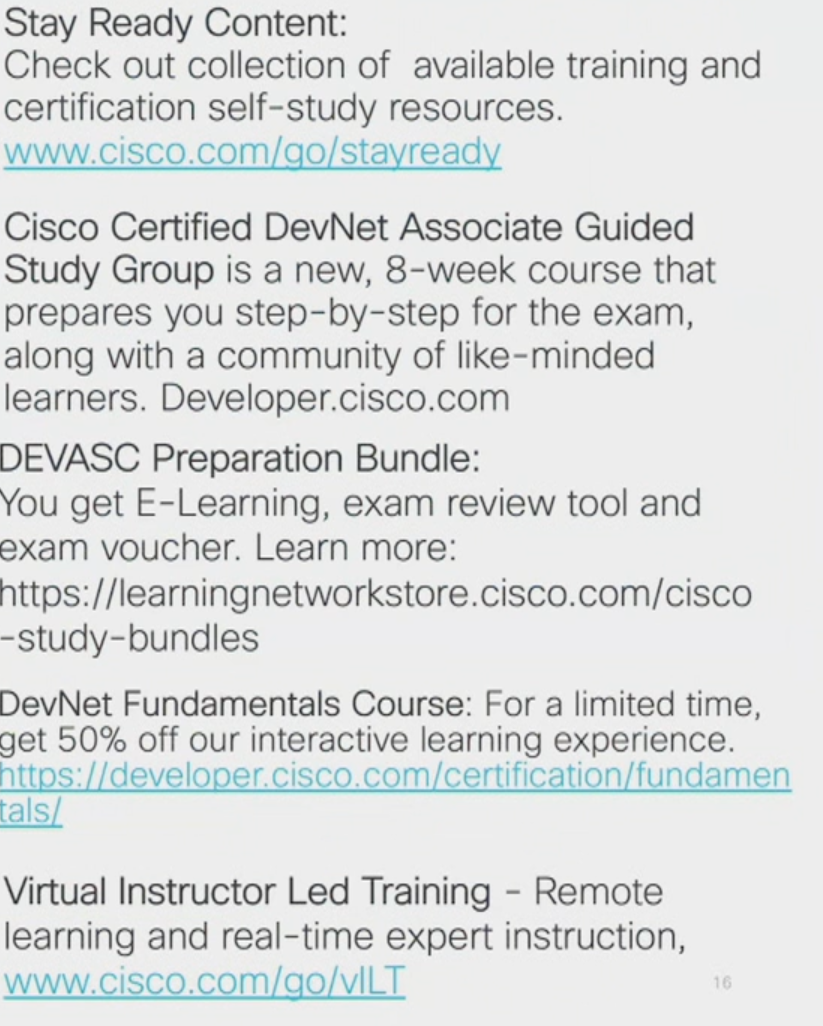 Stay Ready Content:
Check out collection of available training and
certification self-study resources.
www.cisco.com/go/stayready
Cisco Certified DevNet Associate Guided
Study Group is a new, 8-week course that
prepares you step-by-step for the exam,
along with a community of like-minded
learners. Developer.cisco.com
DEVASC Preparation Bundle:
You get E-Learning, exam review tool and
exam voucher. Learn more:
https://learningnetworkstore.cisco.com/cisco
-study-bundles
DevNet Fundamentals Course: For a limited time,
get 50% off our interactive learning experience.
https://developer.cisco.com/certification/fundamen
tals/
Virtual Instructor Led Training - Remote
learning and real-time expert instruction,
www.cisco.com/go/vILT
16